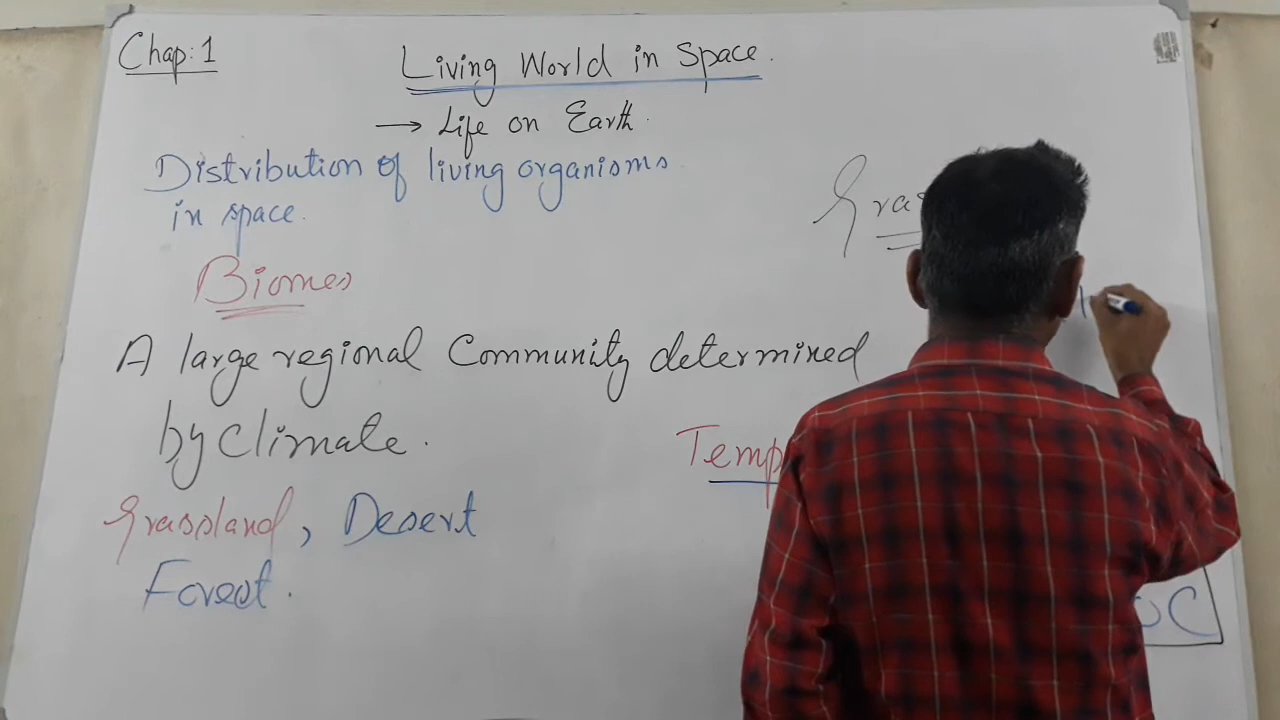 Chap: 1
Living World in Space.
→ Life on Earth.
Distribution of living organisms
in space.
Biomes
A large regional Community determined
by Climate.
Grassland, Desert
Forest.